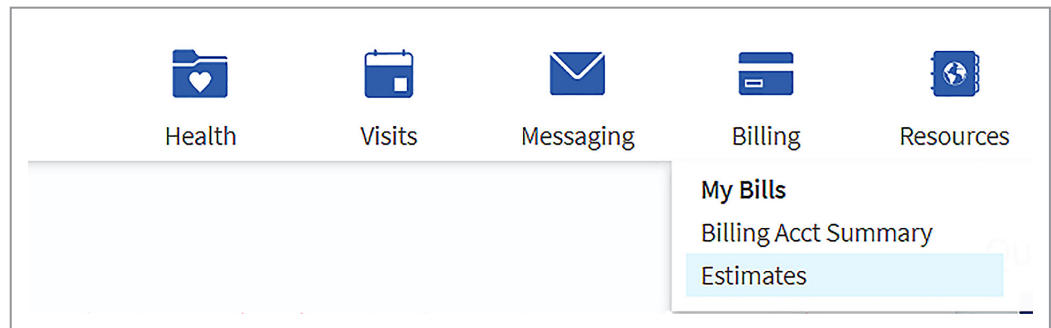 Health Visits Messaging Billing Resources
My Bills
Billing Acct Summary
Estimates